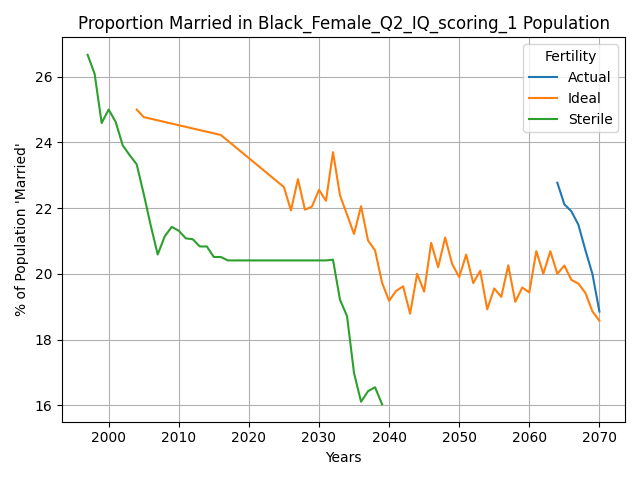 Proportion Married in Black_Female_Q2_IQ_scoring_1 Population
% of Population 'Married'
26
24
22
20
18
16
Fertility
Actual
Ideal
Sterile
2000 2010 2020 2030 2040 2050 2060 2070
Years